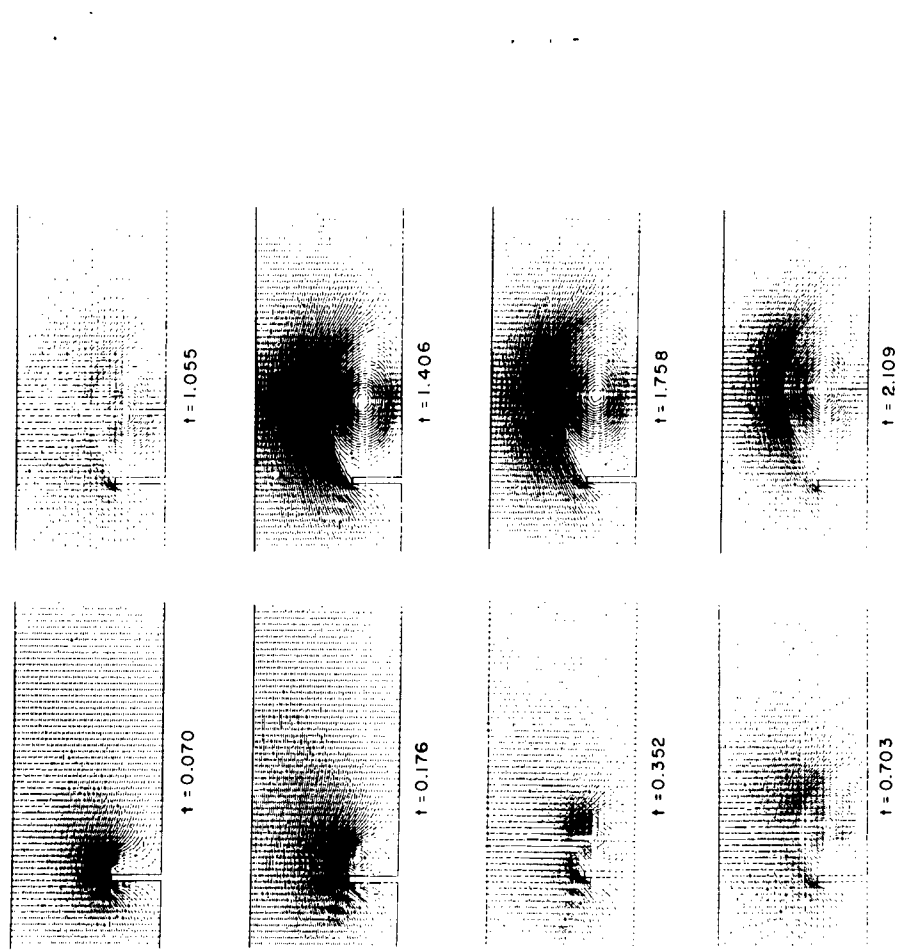 t = 1.055
t = 1.406
t = 1.758
t = 2.109
t = 0.070
t = 0.176
t = 0.352
t = 0.703